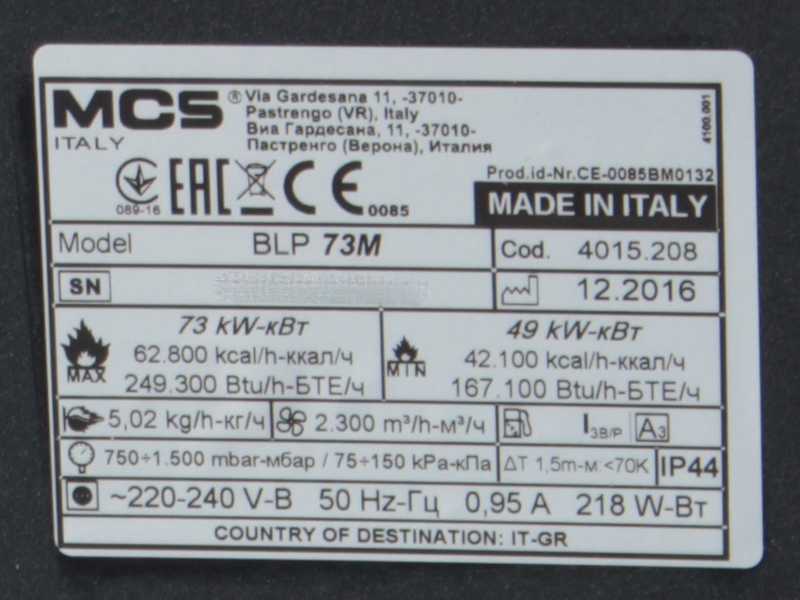 MCS ® Via Gardesana 11, -37010-
Pastrengo (VR), Italy
ITALY
Виа Гардесана, 11, -37010-
Пастренго (Верона), Италия
4100.001
Prod.id-Nr.CE-0085BM0132
089-16 EAC CE 0085
MADE IN ITALY
Model BLP 73M
Cod. 4015.208
SN
12.2016
MAX
73 kW-кВт
62.800 kcal/h-ккал/ч
249.300 Btu/h-БТЕ/ч
MIN
49 kW-кВт
42.100 kcal/h-ккал/ч
167.100 Btu/h-БТЕ/ч
5,02 kg/h-кг/ч
2.300 m³/h-м³/ч
I3B/P A3
750÷1.500 mbar-мбар / 75÷150 kPa-кПа
ΔT 1,5m-м <70K
IP44
~220-240 V-В 50 Hz-Гц 0,95 A 218 W-Вт
COUNTRY OF DESTINATION: IT-GR